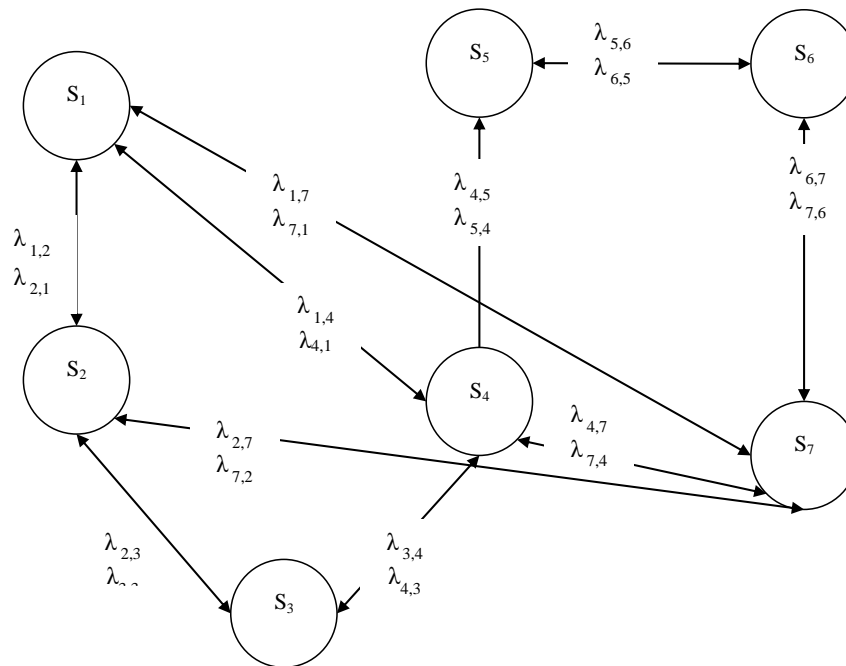 S5
λ5,6
λ6,5
S6
S1
λ1,7
λ7,1
λ4,5
λ5,4
λ6,7
λ7,6
λ1,2
λ2,1
λ1,4
λ4,1
S2
S4
λ2,7
λ7,2
λ4,7
λ7,4
S7
λ2,3
λ3,4
λ4,3
S3